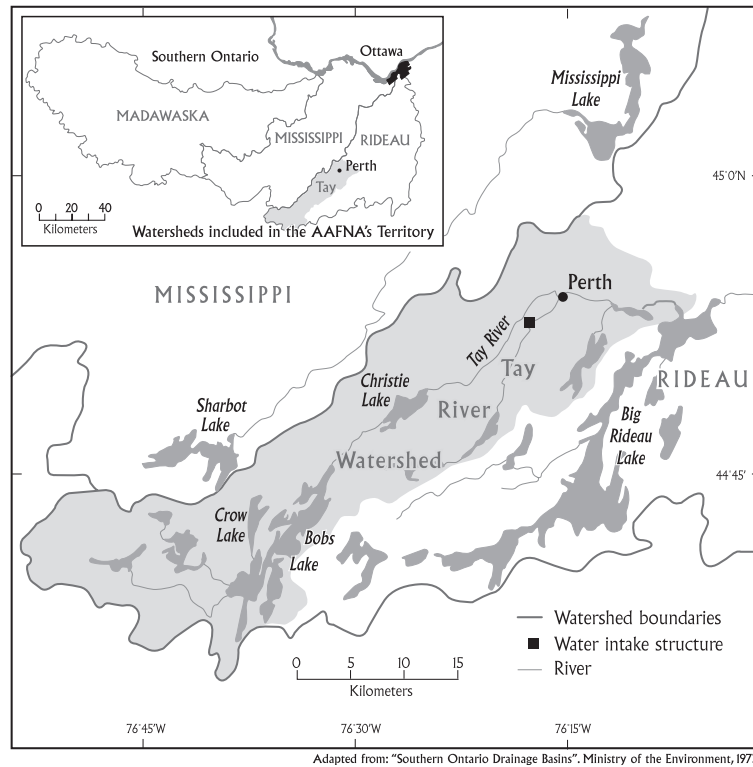 Southern Ontario
Ottawa
MADAWASKA
MISSISSIPPI
RIDEAU
Perth
Tay
0 20 40
Kilometers
Watersheds included in the AAFNA's Territory
Mississippi
Lake
45°0'N
MISSISSIPPI
Perth
Tay River
Tay
River
Watershed
Christie
Lake
RIDEAU
Sharbot
Lake
Big
Rideau
Lake
44°45'
Crow
Lake
Bobs
Lake
Watershed boundaries
Water intake structure
River
0 5 10 15
Kilometers
76°45'W
76°30'W
76°15'W
Adapted from: “Southern Ontario Drainage Basins”. Ministry of the Environment, 197